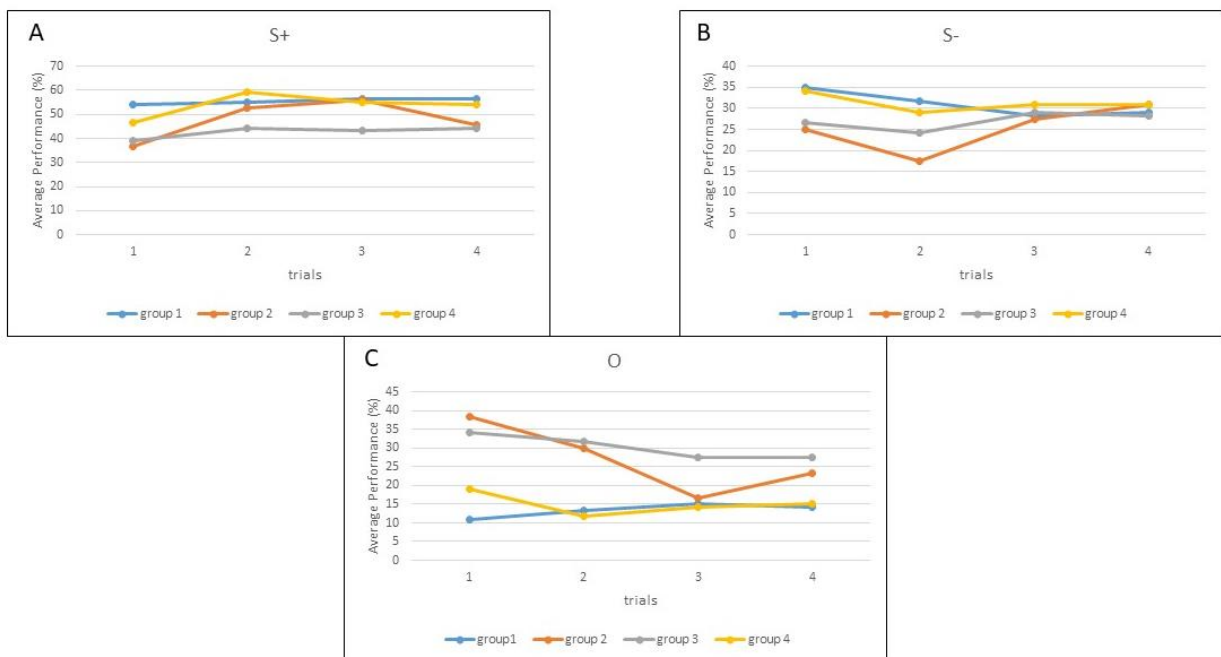 A
S+
Average Performance (%)
70
60
50
40
30
20
10
0
1 2 3 4
trials
group 1 group 2 group 3 group 4
B
S-
Average Performance (%)
40
35
30
25
20
15
10
5
0
1 2 3 4
trials
group 1 group 2 group 3 group 4
C
O
Average Performance (%)
45
40
35
30
25
20
15
10
5
0
1 2 3 4
trials
group1 group 2 group 3 group 4